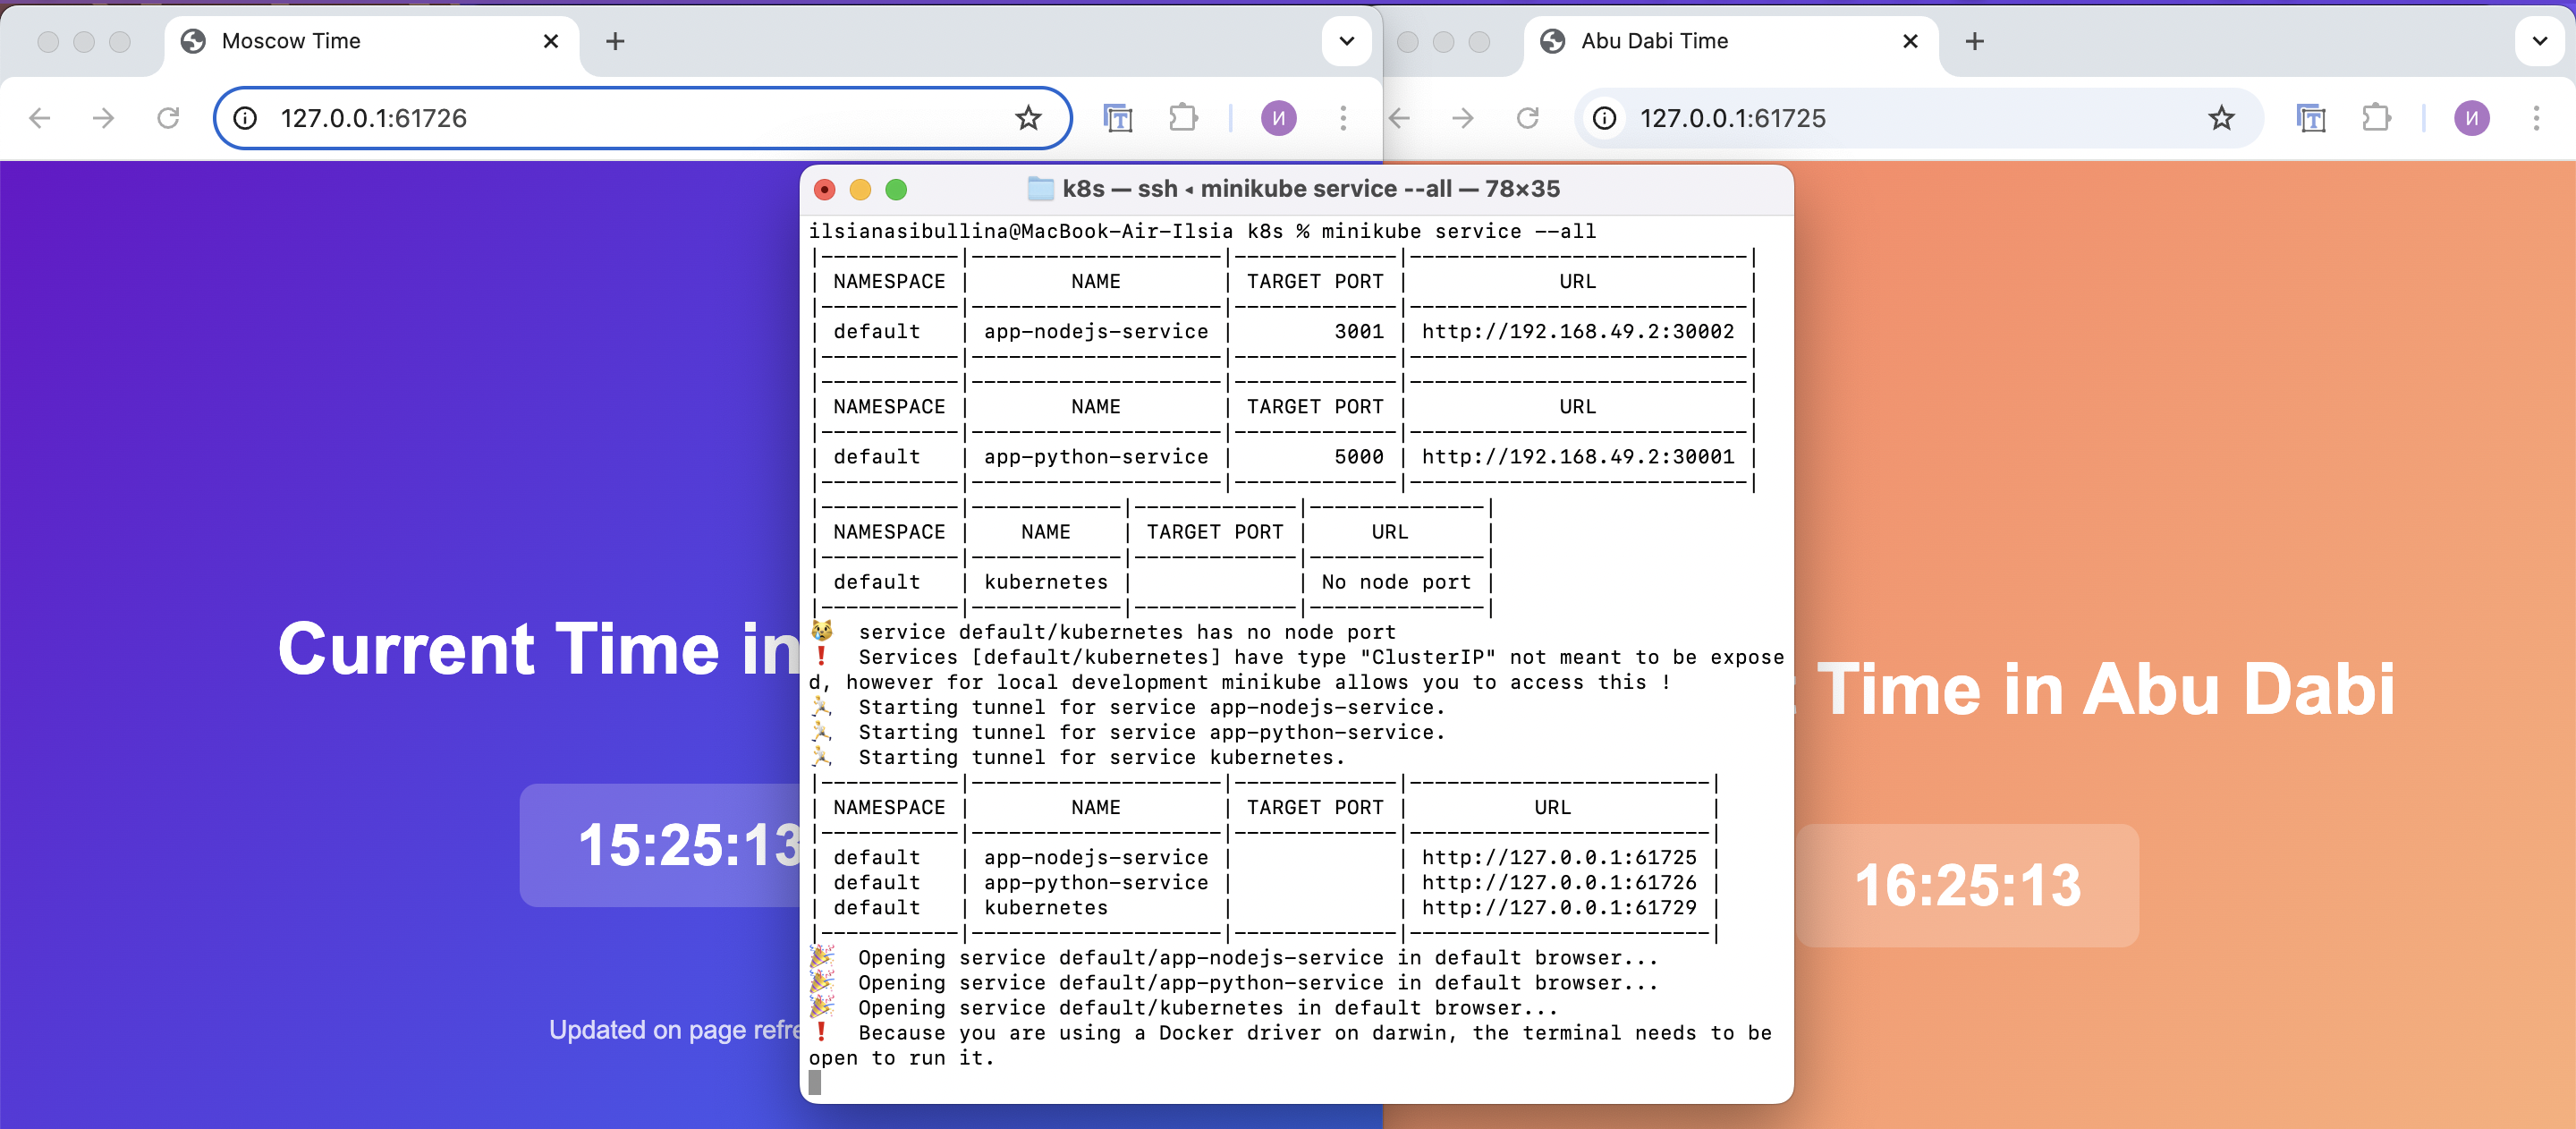 Moscow Time
Abu Dabi Time
127.0.0.1:61726
И
127.0.0.1:61725
И
k8s — ssh ◂ minikube service --all — 78×35
ilsianasibullina@MacBook-Air-Ilsia k8s % minikube service --all
|-----------|--------------------|-------------|---------------------------|
| NAMESPACE |        NAME        | TARGET PORT |            URL            |
|-----------|--------------------|-------------|---------------------------|
| default   | app-nodejs-service |        3001 | http://192.168.49.2:30002 |
|-----------|--------------------|-------------|---------------------------|
|-----------|--------------------|-------------|---------------------------|
| NAMESPACE |        NAME        | TARGET PORT |            URL            |
|-----------|--------------------|-------------|---------------------------|
| default   | app-python-service |        5000 | http://192.168.49.2:30001 |
|-----------|--------------------|-------------|---------------------------|
|-----------|------------|-------------|--------------|
| NAMESPACE |    NAME    | TARGET PORT |     URL      |
|-----------|------------|-------------|--------------|
| default   | kubernetes |             | No node port |
|-----------|------------|-------------|--------------|
😿  service default/kubernetes has no node port
❗  Services [default/kubernetes] have type "ClusterIP" not meant to be expose
d, however for local development minikube allows you to access this !
🏃  Starting tunnel for service app-nodejs-service.
🏃  Starting tunnel for service app-python-service.
🏃  Starting tunnel for service kubernetes.
|-----------|--------------------|-------------|------------------------|
| NAMESPACE |        NAME        | TARGET PORT |          URL           |
|-----------|--------------------|-------------|------------------------|
| default   | app-nodejs-service |             | http://127.0.0.1:61725 |
| default   | app-python-service |             | http://127.0.0.1:61726 |
| default   | kubernetes         |             | http://127.0.0.1:61729 |
|-----------|--------------------|-------------|------------------------|
🎉  Opening service default/app-nodejs-service in default browser...
🎉  Opening service default/app-python-service in default browser...
🎉  Opening service default/kubernetes in default browser...
❗  Because you are using a Docker driver on darwin, the terminal needs to be
open to run it.
Current Time in
15:25:13
Updated on page
Time in Abu Dabi
16:25:13